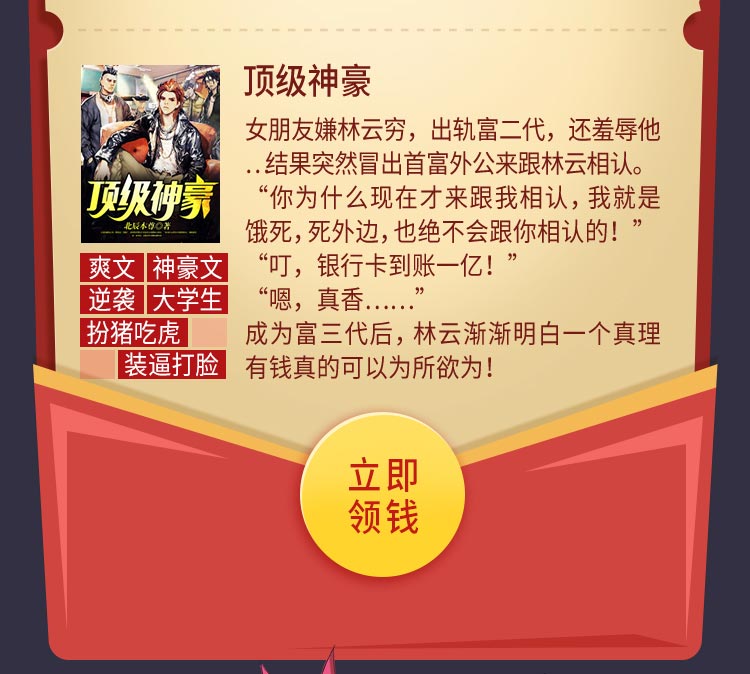 顶级神豪
女朋友嫌林云穷，出轨富二代，还羞辱他
..结果突然冒出首富外公来跟林云相认。
“你为什么现在才来跟我相认，我就是
饿死，死外边，也绝不会跟你相认的！”
“叮，银行卡到账一亿！”
“嗯，真香……”
成为富三代后，林云渐渐明白一个真理
有钱真的可以为所欲为！
顶级神豪
北辰本尊◎著
爽文 神豪文
逆袭 大学生
扮猪吃虎
装逼打脸
立即
领钱